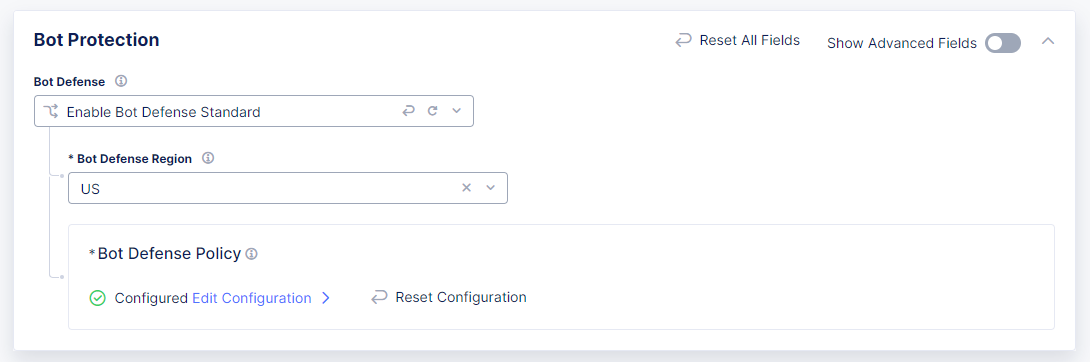 Bot Protection
Reset All Fields
Show Advanced Fields
Bot Defense
Enable Bot Defense Standard
* Bot Defense Region
US
* Bot Defense Policy
Configured Edit Configuration
Reset Configuration